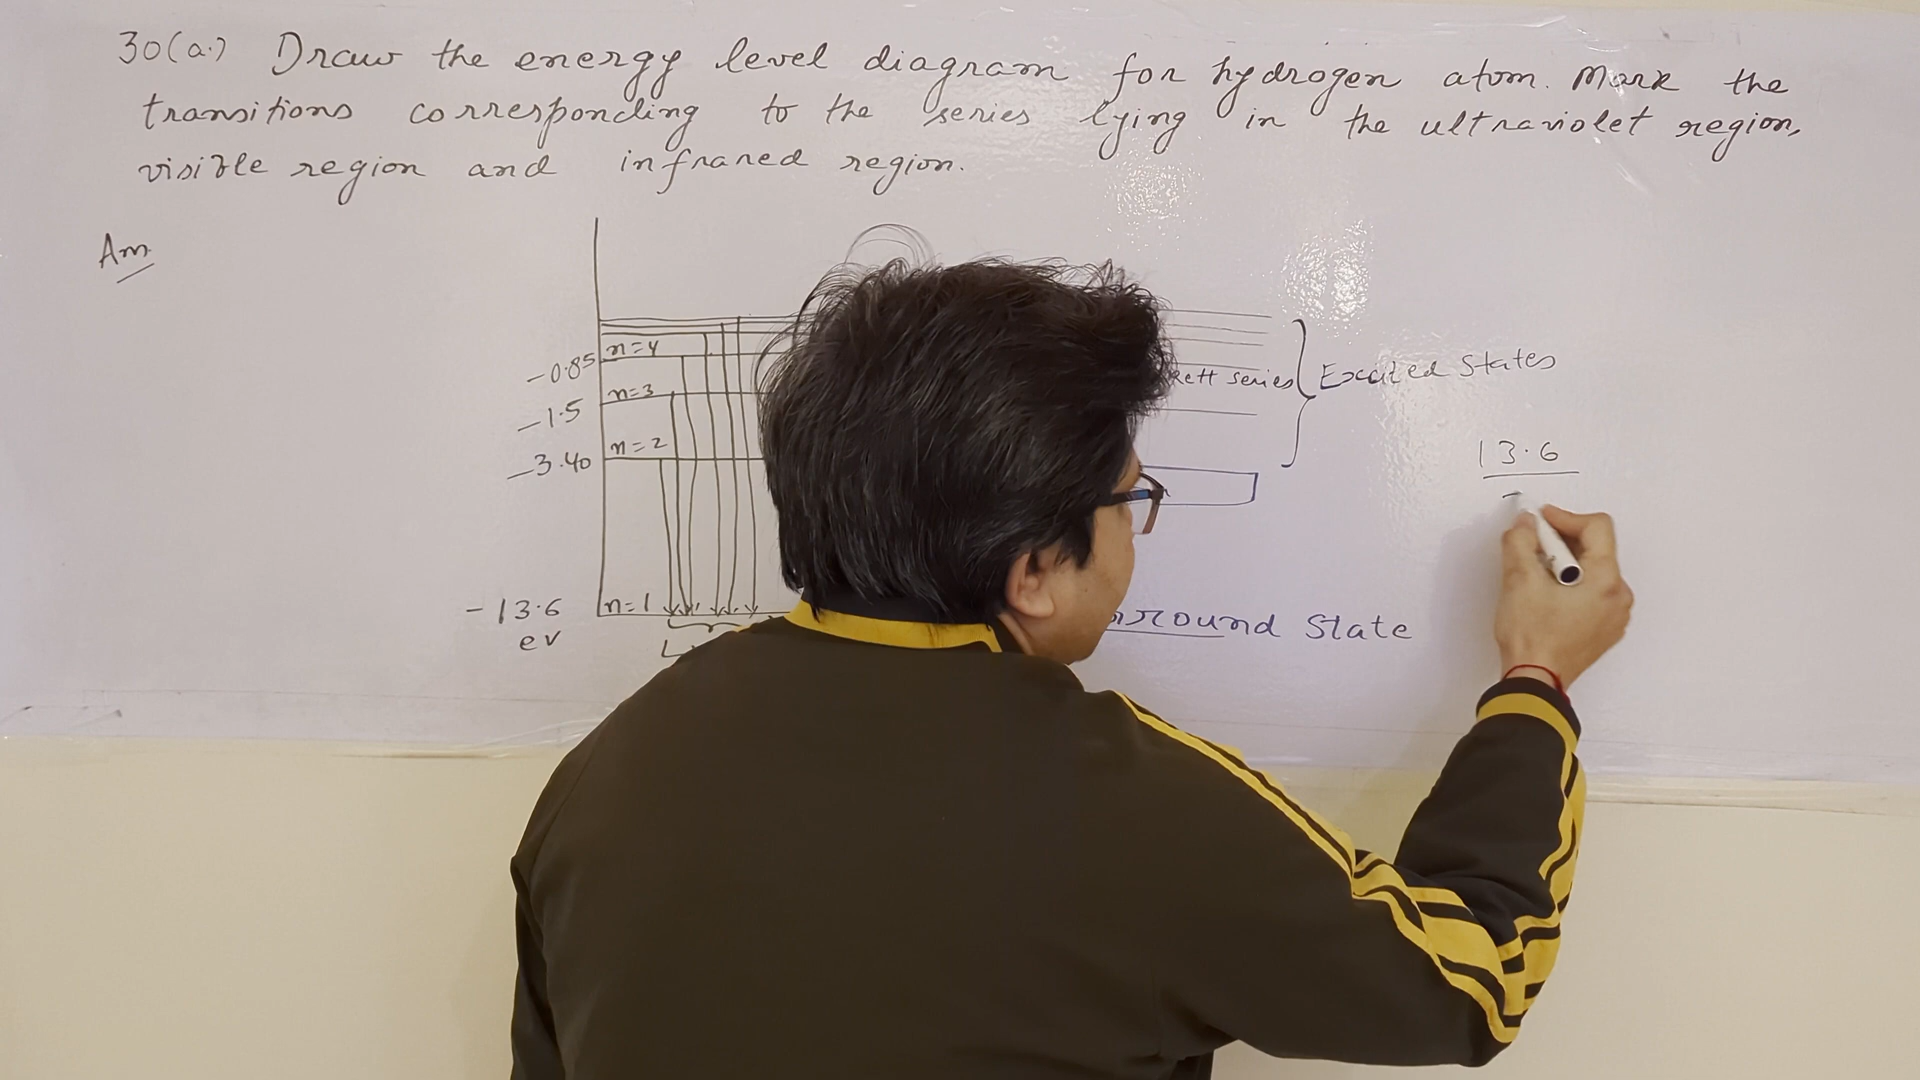 30(a.) Draw the energy level diagram for hydrogen atom. Mark the
transitions corresponding to the series lying in the ultraviolet region,
visible region and infrared region.
Ans.
n=4
-0.85
n=3
-1.5
n=2
-3.40
n=1
-13.6
ev
series
Excited States
Ground State
13.6